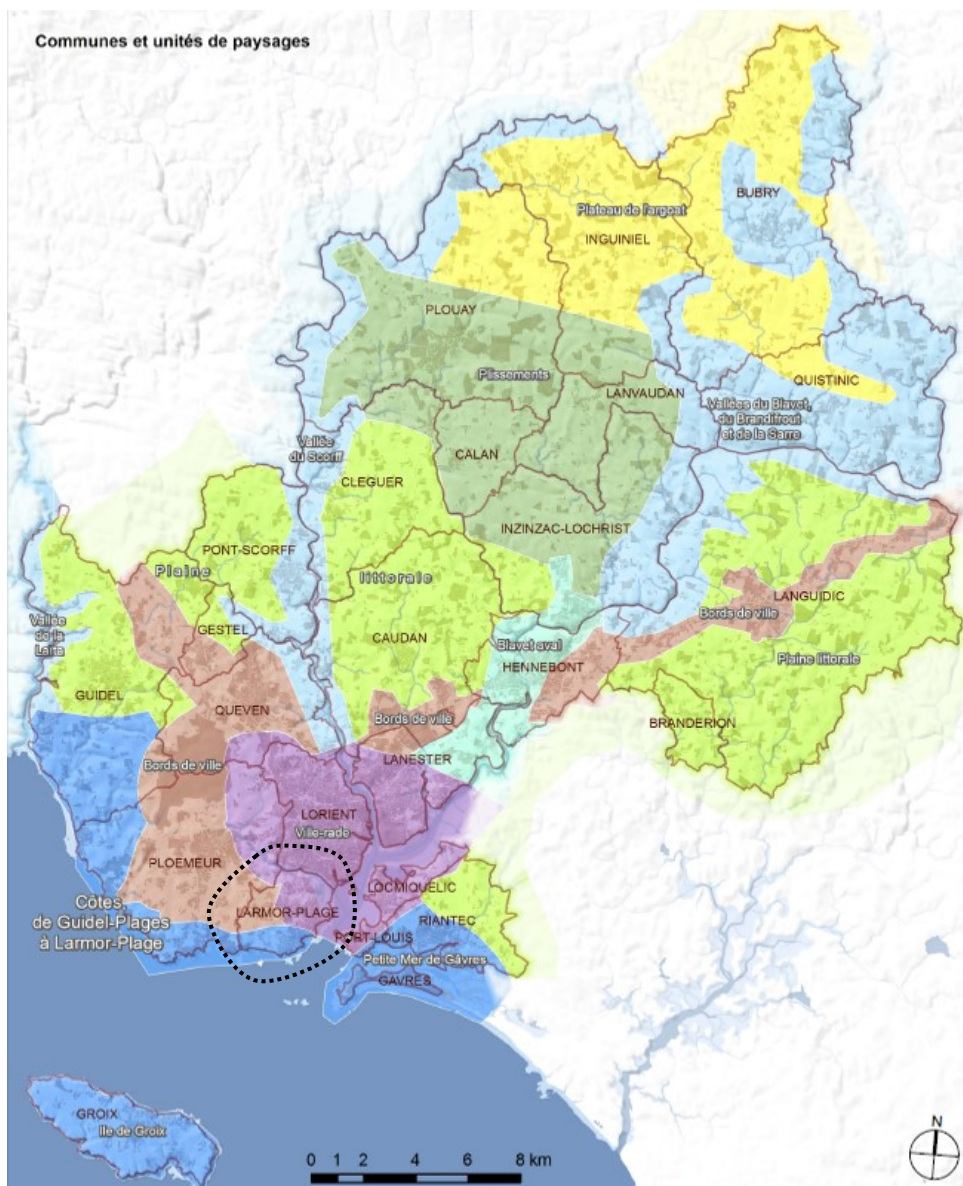 Communes et unités de paysages
BUBRY
Plateau de l'argoat
INGUINIEL
PLOUAY
Plissements
QUISTINIC
LANVAUDAN
Vallées du Blavet,
du Brandifrout
et de la Sarre
Vallée
du Scorff
CALAN
CLEGUER
INZINZAC-LOCHRIST
PONT-SCORFF
Plaine
littorale
LANGUIDIC
Bords de ville
Vallée
de la
Laïta
GESTEL
CAUDAN
Blavet aval
HENNEBONT
Plaine littorale
GUIDEL
QUEVEN
Bords de ville
BRANDERION
Bords de ville
LANESTER
LORIENT
Ville-rade
PLOEMEUR
LOCMIQUELIC
Côtes
de Guidel-Plages
à Larmor-Plage
LARMOR-PLAGE
RIANTEC
PORT-LOUIS
Petite Mer de Gâvres
GAVRES
GROIX
Ile de Groix
N
0 1 2 4 6 8 km